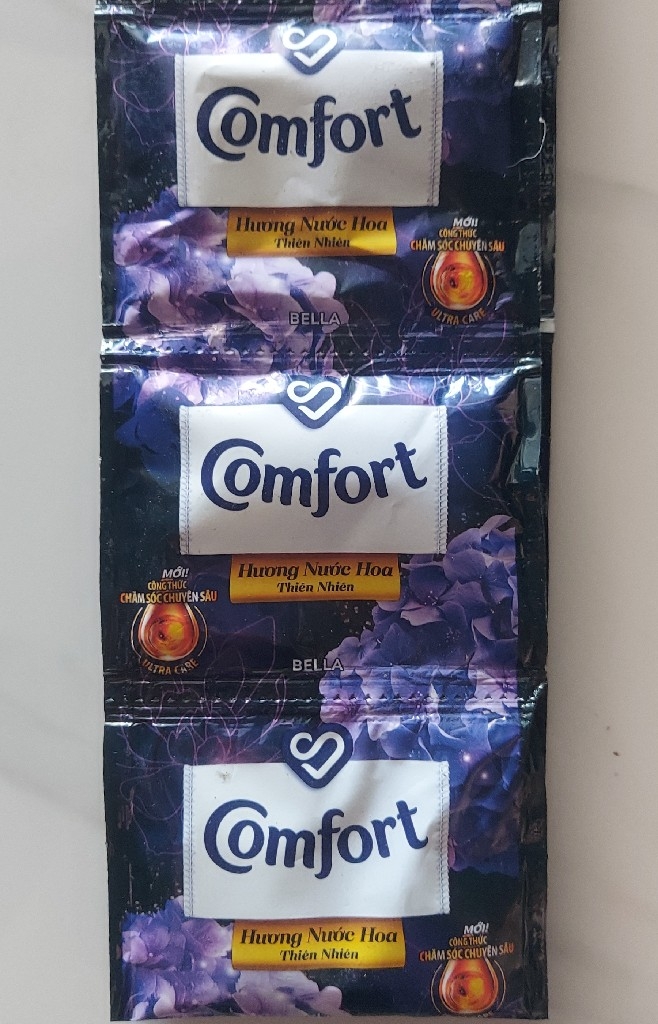 Comfort
Hương Nước Hoa
Thiên Nhiên
MỚI!
CÔNG THỨC
CHĂM SÓC CHUYÊN SÂU
ULTRA CARE
BELLA
Comfort
Hương Nước Hoa
Thiên Nhiên
MỚI!
CÔNG THỨC
CHĂM SÓC CHUYÊN SÂU
ULTRA CARE
BELLA
Comfort
Hương Nước Hoa
Thiên Nhiên
MỚI!
CÔNG THỨC
CHĂM SÓC CHUYÊN SÂU